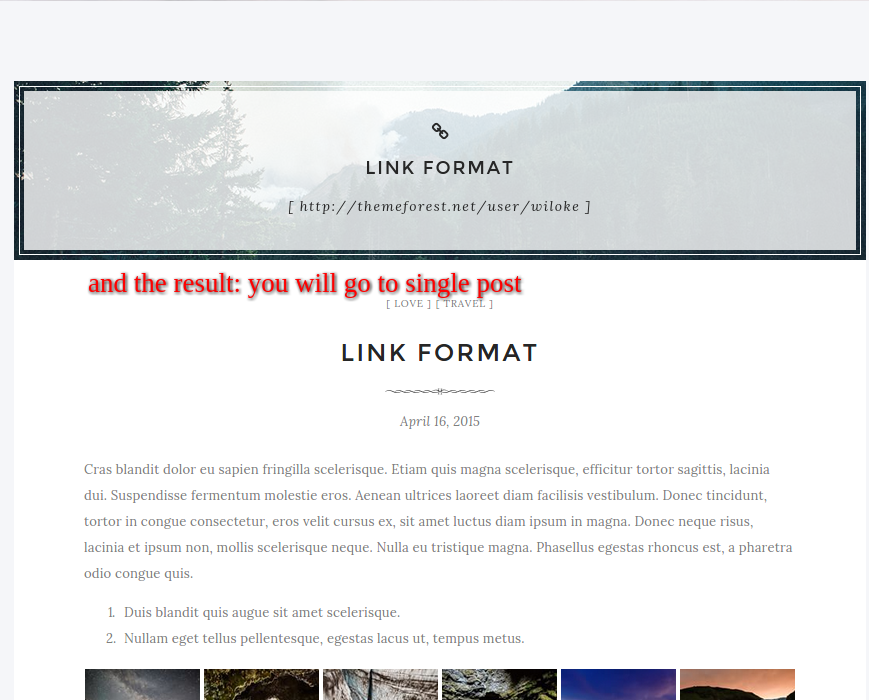 LINK FORMAT
[ http://themeforest.net/user/wiloke ]
and the result: you will go to single post
[ LOVE ] [ TRAVEL ]
LINK FORMAT
April 16, 2015
Cras blandit dolor eu sapien fringilla scelerisque. Etiam quis magna scelerisque, efficitur tortor sagittis, lacinia
dui. Suspendisse fermentum molestie eros. Aenean ultrices laoreet diam facilisis vestibulum. Donec tincidunt,
tortor in congue consectetur, eros velit cursus ex, sit amet luctus diam ipsum in magna. Donec neque risus,
lacinia et ipsum non, mollis scelerisque neque. Nulla eu tristique magna. Phasellus egestas rhoncus est, a pharetra
odio congue quis.
1. Duis blandit quis augue sit amet scelerisque.
2. Nullam eget tellus pellentesque, egestas lacus ut, tempus metus.